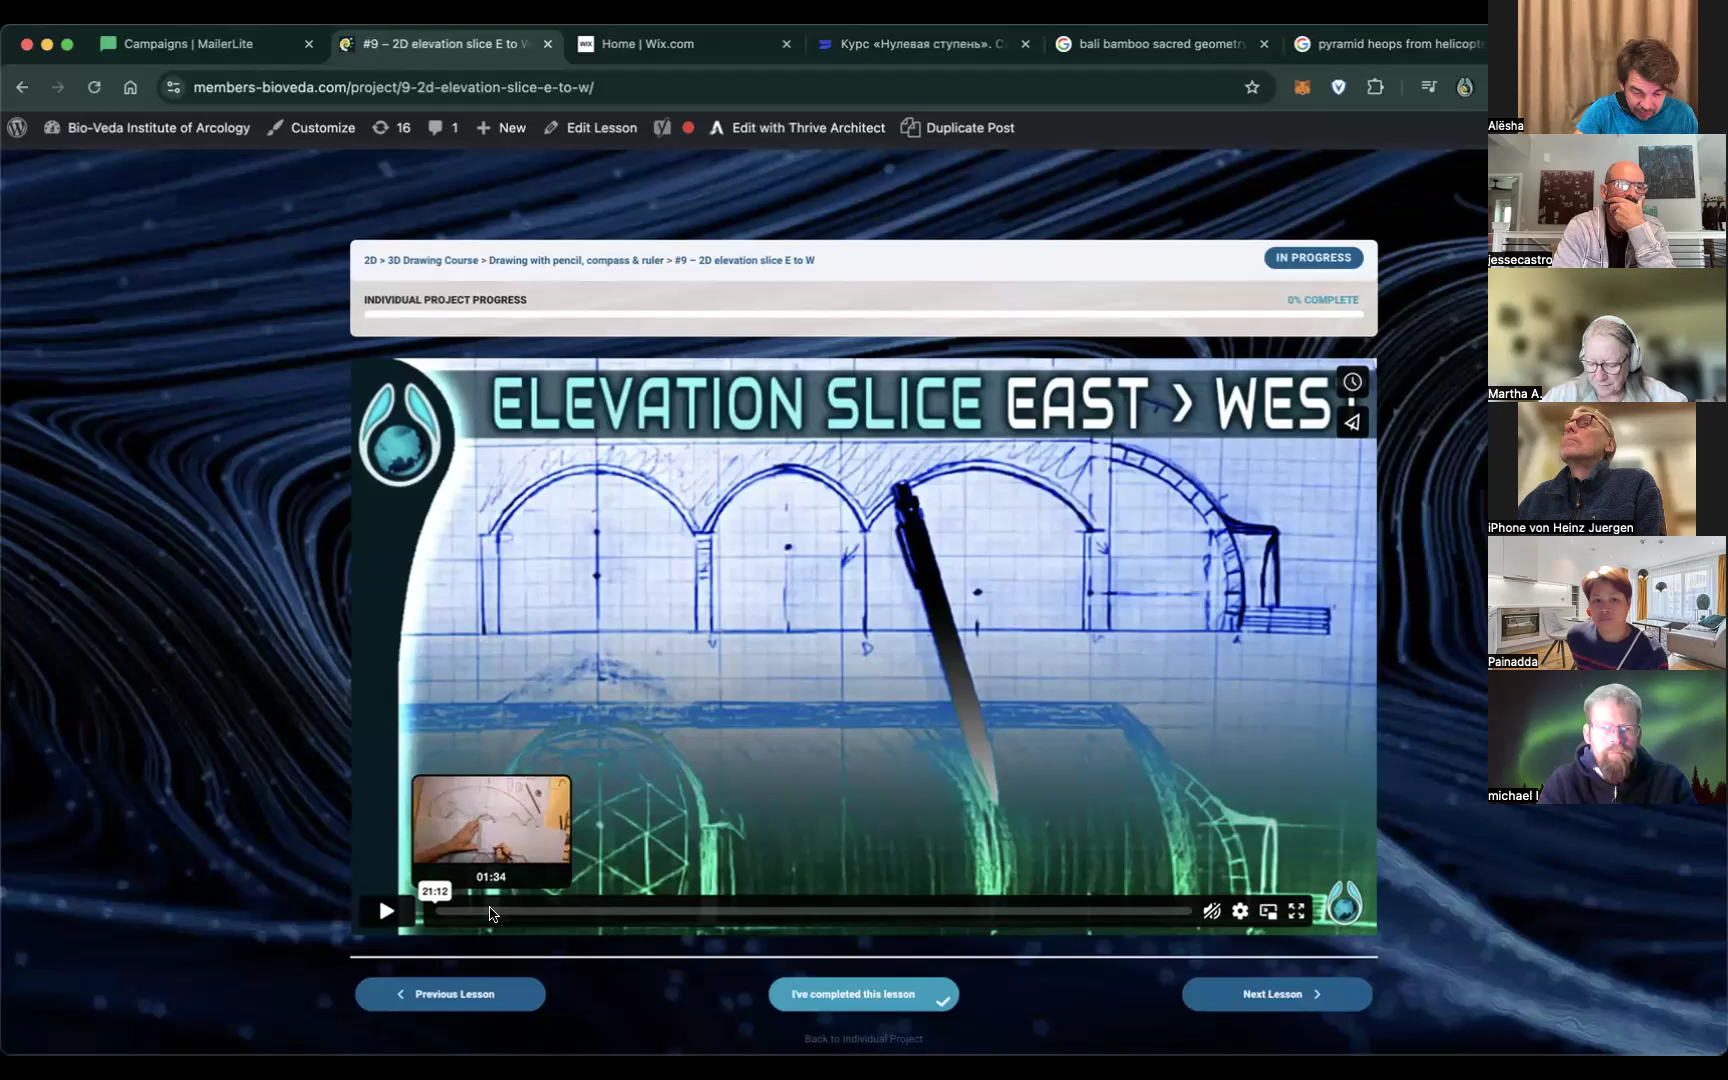 Campaigns | MailerLite
#9 – 2D elevation slice E to W
Home | Wix.com
Курс «Нулевая ступень». С
bali bamboo sacred geometr
pyramid heops from helicopt
members-bioveda.com/project/9-2d-elevation-slice-e-to-w/
Bio-Veda Institute of Arcology
Customize
16
1
New
Edit Lesson
Edit with Thrive Architect
Duplicate Post
2D > 3D Drawing Course > Drawing with pencil, compass & ruler > #9 – 2D elevation slice E to W
IN PROGRESS
INDIVIDUAL PROJECT PROGRESS
0% COMPLETE
ELEVATION SLICE EAST > WES
01:34
21:12
Previous Lesson
I've completed this lesson
Next Lesson
Back to Individual Project
Alësha
jessecastro
Martha A.
iPhone von Heinz Juergen
Painadda
michael l